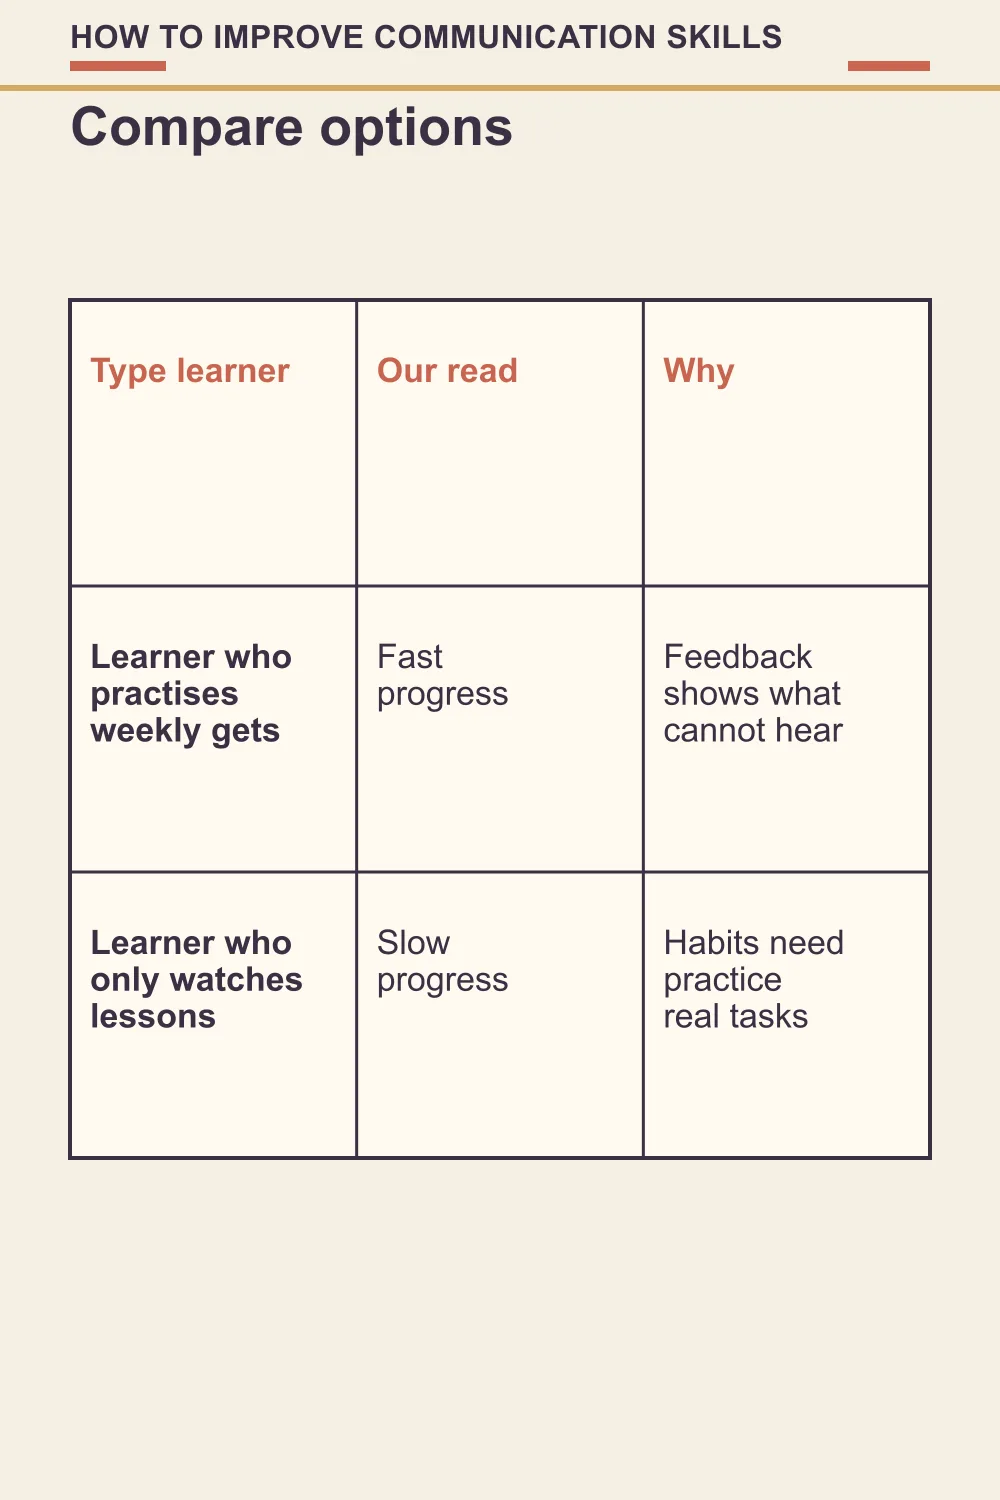 HOW TO IMPROVE COMMUNICATION SKILLS
Compare options
Type learner
Our read
Why
Learner who
practises
weekly gets
Fast
progress
Feedback
shows what
cannot hear
Learner who
only watches
lessons
Slow
progress
Habits need
practice
real tasks